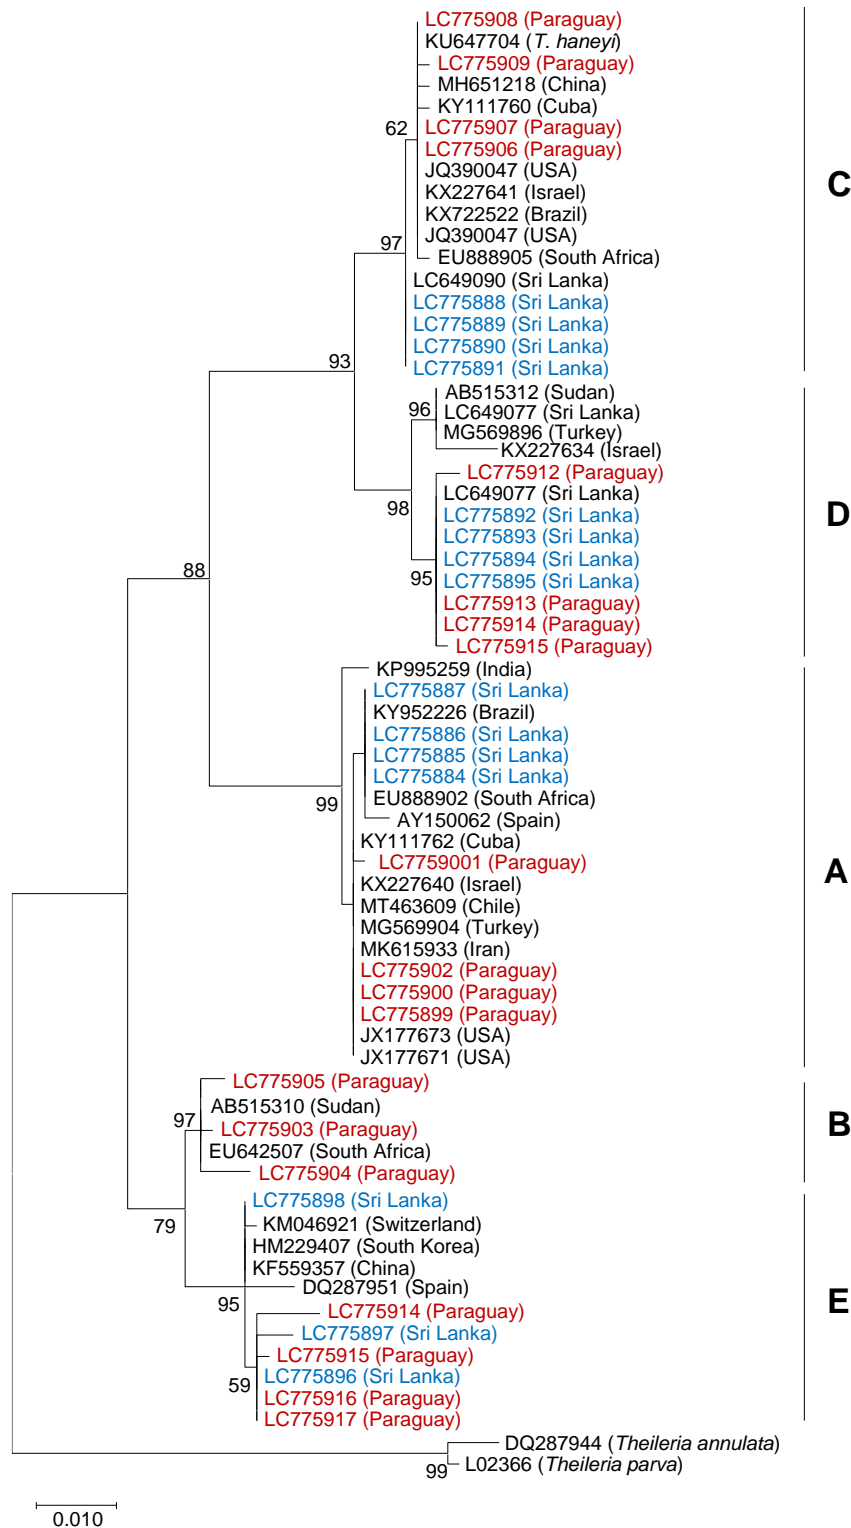 LC775908 (Paraguay)
KU647704 (T. haneyi)
LC775909 (Paraguay)
MH651218 (China)
KY111760 (Cuba)
62
LC775907 (Paraguay)
LC775906 (Paraguay)
JQ390047 (USA)
C
KX227641 (Israel)
KX722522 (Brazil)
JQ390047 (USA)
97
EU888905 (South Africa)
LC649090 (Sri Lanka)
LC775888 (Sri Lanka)
LC775889 (Sri Lanka)
LC775890 (Sri Lanka)
93
LC775891 (Sri Lanka)
AB515312 (Sudan)
96
LC649077 (Sri Lanka)
MG569896 (Turkey)
KX227634 (Israel)
LC775912 (Paraguay)
LC649077 (Sri Lanka)
98
LC775892 (Sri Lanka)
D
LC775893 (Sri Lanka)
LC775894 (Sri Lanka)
88
95
LC775895 (Sri Lanka)
LC775913 (Paraguay)
LC775914 (Paraguay)
LC775915 (Paraguay)
KP995259 (India)
LC775887 (Sri Lanka)
KY952226 (Brazil)
LC775886 (Sri Lanka)
LC775885 (Sri Lanka)
LC775884 (Sri Lanka)
99
EU888902 (South Africa)
AY150062 (Spain)
KY111762 (Cuba)
LC7759001 (Paraguay)
A
KX227640 (Israel)
MT463609 (Chile)
MG569904 (Turkey)
MK615933 (Iran)
LC775902 (Paraguay)
LC775900 (Paraguay)
LC775899 (Paraguay)
JX177673 (USA)
JX177671 (USA)
LC775905 (Paraguay)
AB515310 (Sudan)
97
LC775903 (Paraguay)
B
EU642507 (South Africa)
LC775904 (Paraguay)
LC775898 (Sri Lanka)
79
KM046921 (Switzerland)
HM229407 (South Korea)
KF559357 (China)
DQ287951 (Spain)
95
E
LC775914 (Paraguay)
LC775897 (Sri Lanka)
LC775915 (Paraguay)
59
LC775896 (Sri Lanka)
LC775916 (Paraguay)
LC775917 (Paraguay)
DQ287944 (Theileria annulata)
99
L02366 (Theileria parva)
0.010